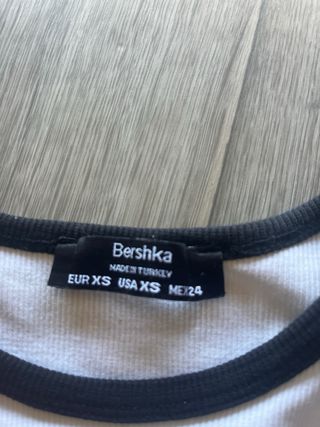 Bershka
MADE IN TURKEY
EUR XS USA XS MEX 24